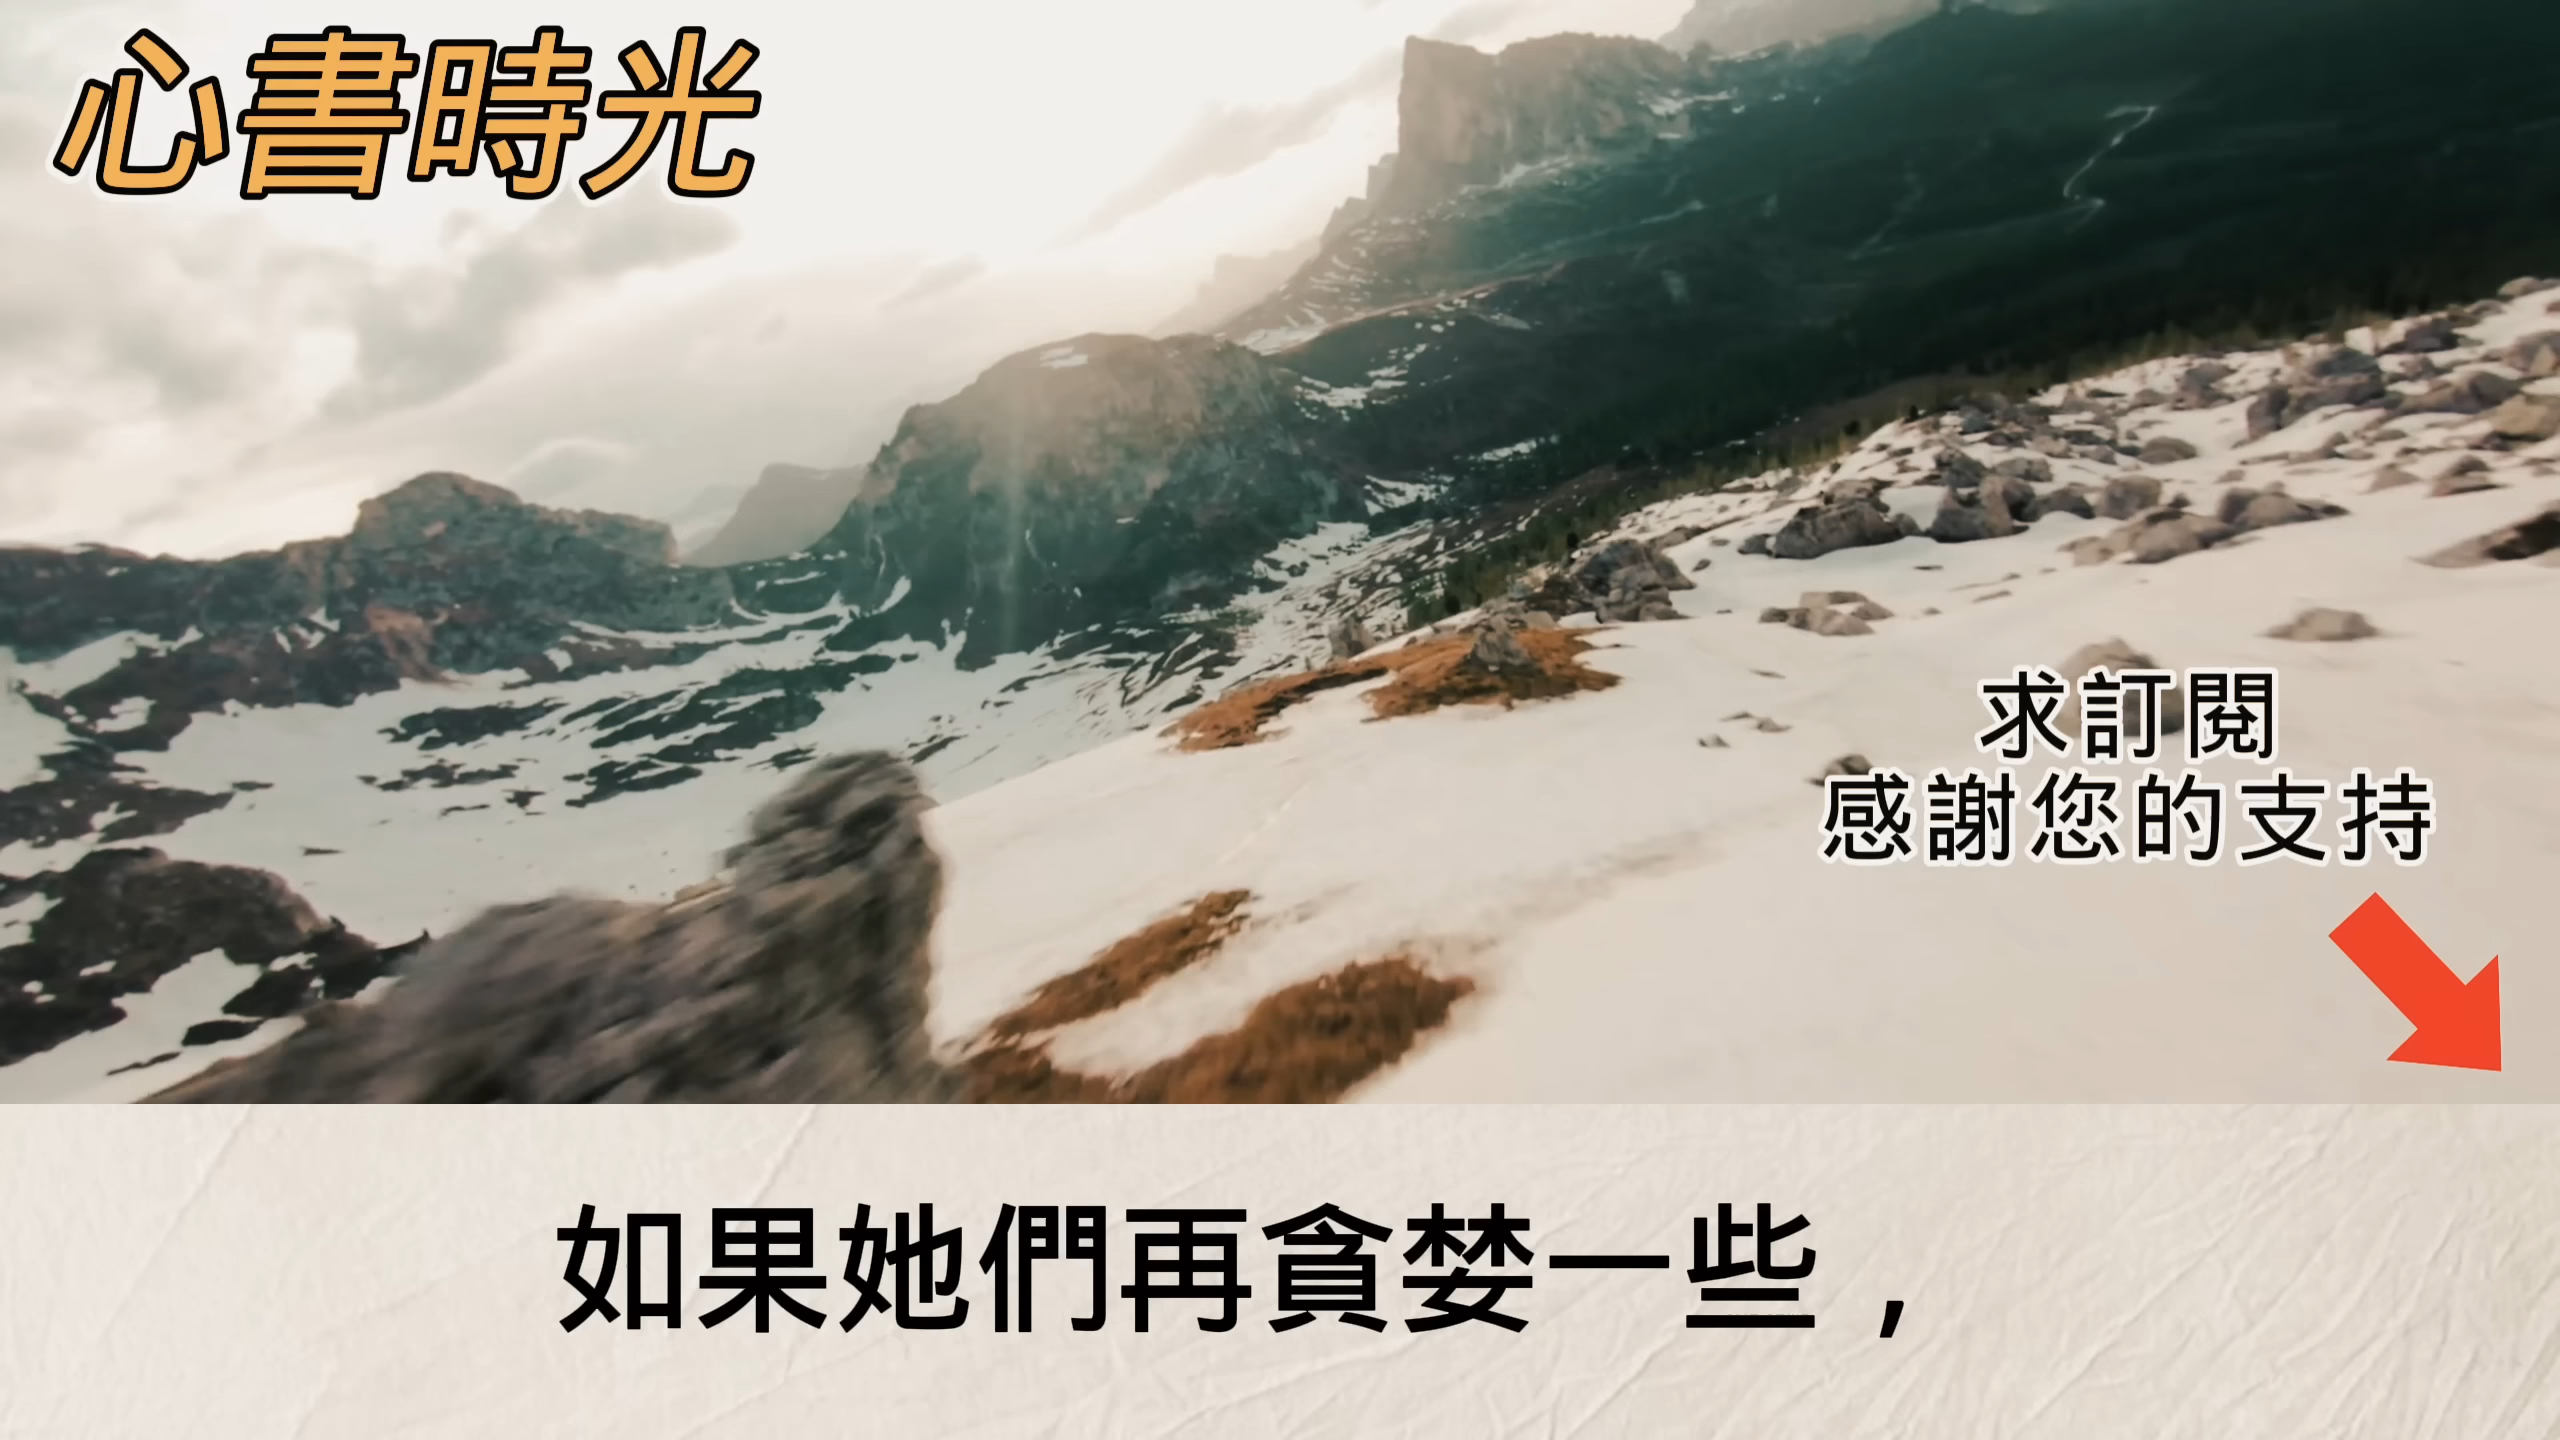 心書時光
求訂閱
感謝您的支持
如果她們再貪婪一些，